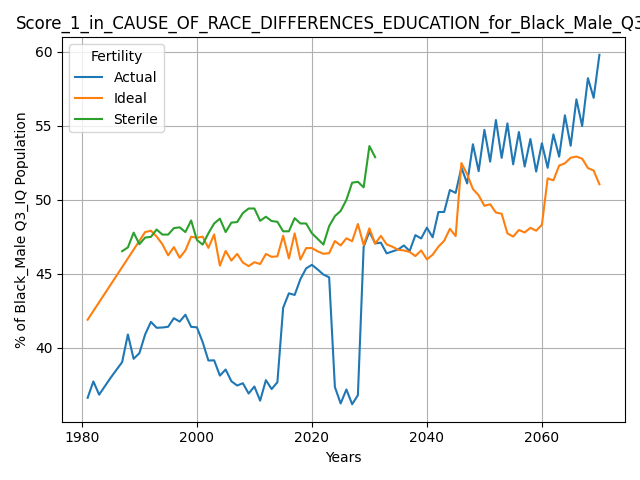 Score_1_in_CAUSE_OF_RACE_DIFFERENCES_EDUCATION_for_Black_Male_Q3
Fertility
Actual
Ideal
Sterile
% of Black_Male Q3_IQ Population
60
55
50
45
40
1980
2000
2020
2040
2060
Years